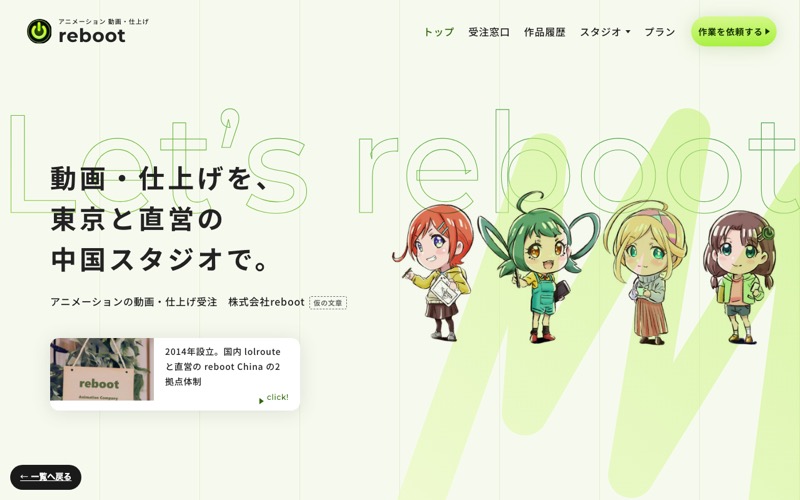 アニメーション 動画・仕上げ
reboot
トップ 受注窓口 作品履歴 スタジオ プラン 作業を依頼する
Let's reboot
動画・仕上げを、
東京と直営の
中国スタジオで。
アニメーションの動画・仕上げ受注 株式会社reboot 仮の文章
reboot
Animation Company
2014年設立。国内 lolroute
と直営の reboot China の2
拠点体制
click!
← 一覧へ戻る